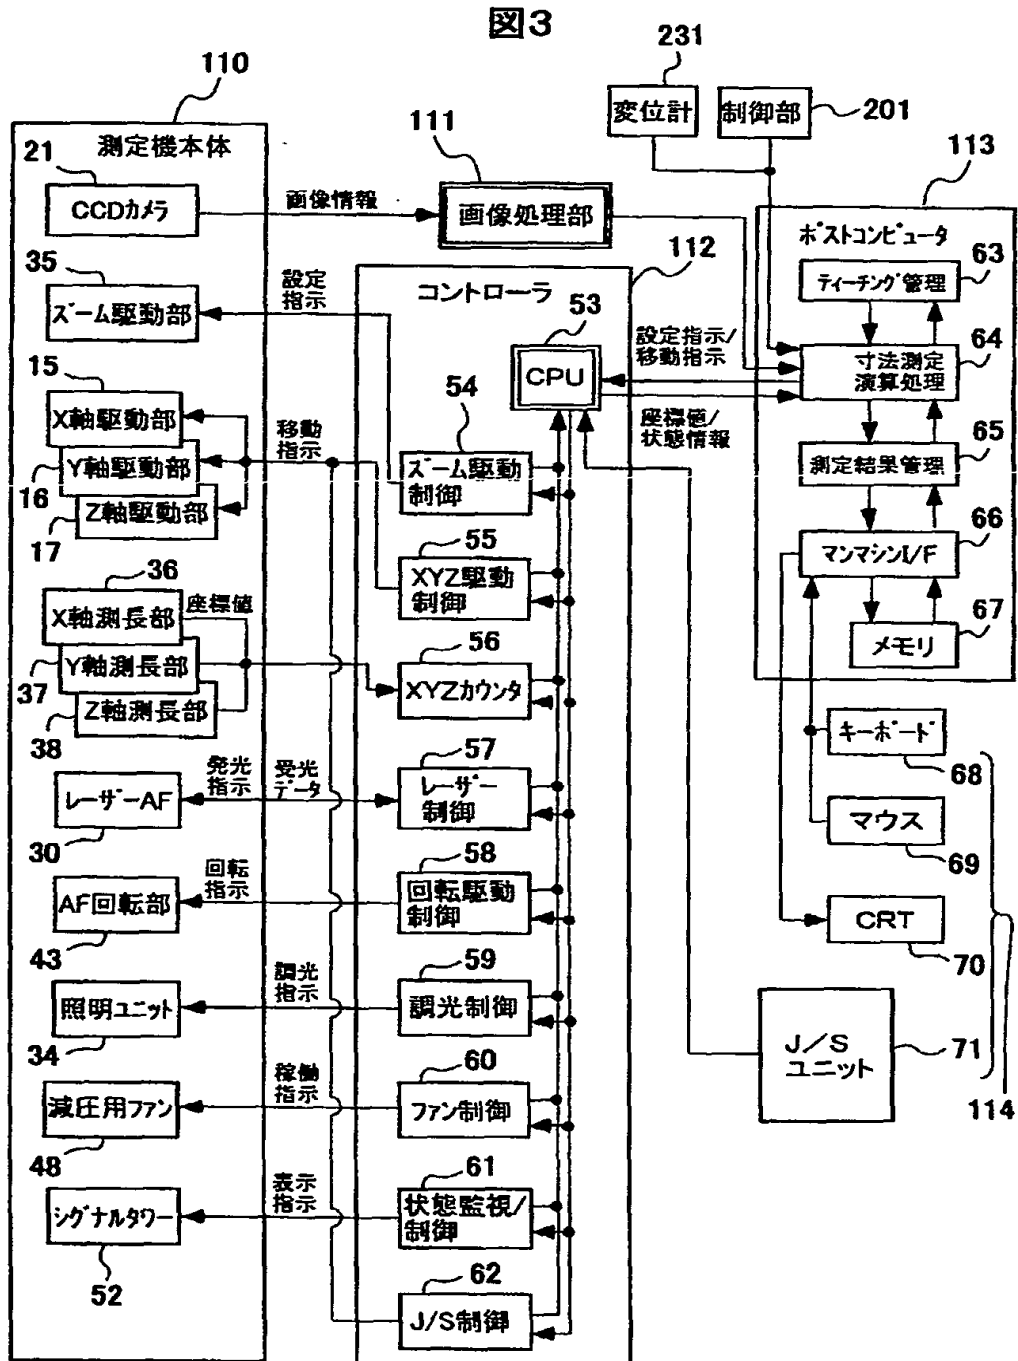 図3
231
変位計
制御部
201
110
測定機本体
21
CCDカメラ
画像情報
111
画像処理部
113
ホストコンピュータ
63
ティーチング管理
64
寸法測定
演算処理
65
測定結果管理
66
マンマシンI/F
67
メモリ
35
ズーム駆動部
設定
指示
112
コントローラ
53
CPU
設定指示/
移動指示
座標値/
状態情報
15
X軸駆動部
16
Y軸駆動部
17
Z軸駆動部
移動
指示
54
ズーム駆動
制御
55
XYZ駆動
制御
36
X軸測長部
座標値
37
Y軸測長部
38
Z軸測長部
56
XYZカウンタ
キーボード
68
マウス
69
CRT
70
J/S
ユニット
71
114
発光
指示
受光
データ
レーザーAF
30
57
レーザー
制御
回転
指示
AF回転部
43
58
回転駆動
制御
調光
指示
照明ユニット
34
59
調光制御
稼働
指示
減圧用ファン
48
60
ファン制御
表示
指示
シグナルタワー
52
61
状態監視/
制御
62
J/S制御